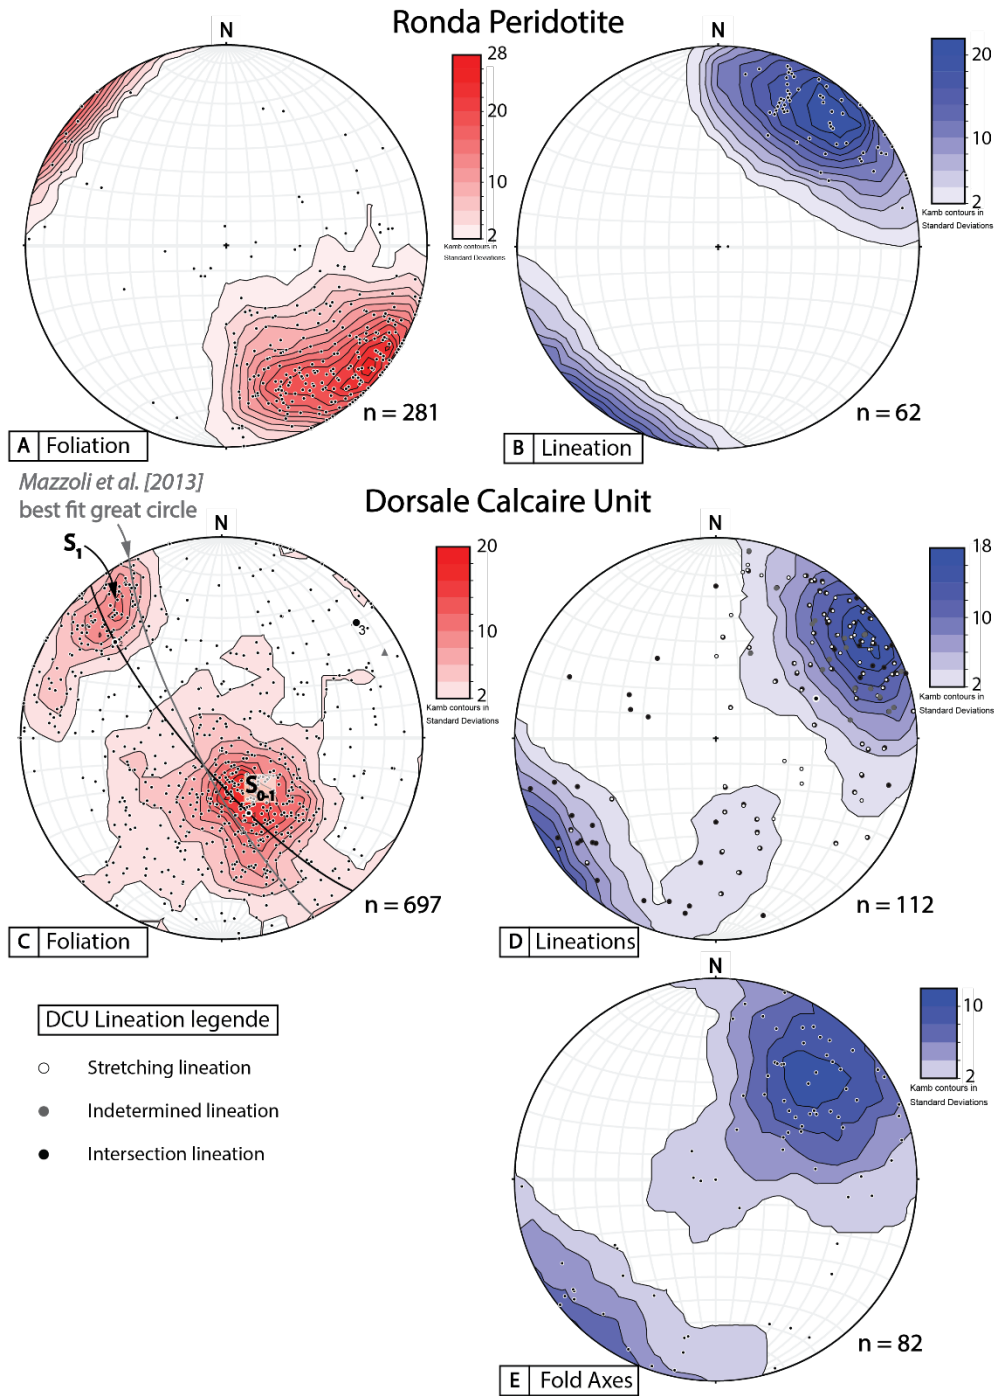 Ronda Peridotite
N
28
20
10
2
Kamb contours in
Standard Deviations
n = 281
A Foliation
N
20
10
2
Kamb contours in
Standard Deviations
n = 62
B Lineation
Mazzoli et al. [2013]
best fit great circle
Dorsale Calcaire Unit
S1
N
3
S0-1
20
10
2
Kamb contours in
Standard Deviations
n = 697
C Foliation
N
18
10
2
Kamb contours in
Standard Deviations
n = 112
D Lineations
DCU Lineation legende
Stretching lineation
Indetermined lineation
Intersection lineation
N
10
2
Kamb contours in
Standard Deviations
n = 82
E Fold Axes